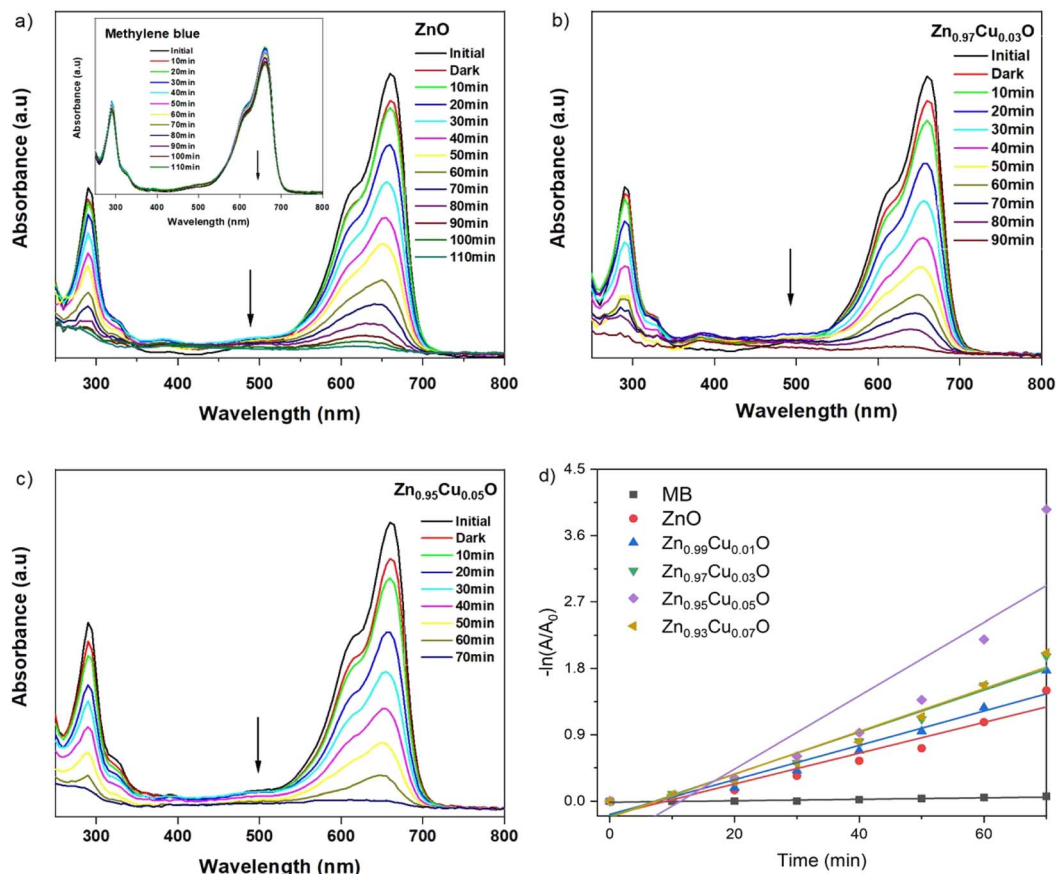 a)
ZnO
Absorbance (a.u)
Initial
Dark
10min
20min
30min
40min
50min
60min
70min
80min
90min
100min
110min
300 400 500 600 700 800
Wavelength (nm)
Methylene blue
Absorbance (a.u)
Initial
10min
20min
30min
40min
50min
60min
70min
80min
90min
100min
110min
300 400 500 600 700 800
Wavelength (nm)
b)
Zn0.97Cu0.03O
Absorbance (a.u)
Initial
Dark
10min
20min
30min
40min
50min
60min
70min
80min
90min
300 400 500 600 700 800
Wavelength (nm)
c)
Zn0.95Cu0.05O
Absorbance (a.u)
Initial
Dark
10min
20min
30min
40min
50min
60min
70min
300 400 500 600 700 800
Wavelength (nm)
d)
-ln(A/A0)
4.5
3.6
2.7
1.8
0.9
0.0
MB
ZnO
Zn0.99Cu0.01O
Zn0.97Cu0.03O
Zn0.95Cu0.05O
Zn0.93Cu0.07O
0 20 40 60
Time (min)